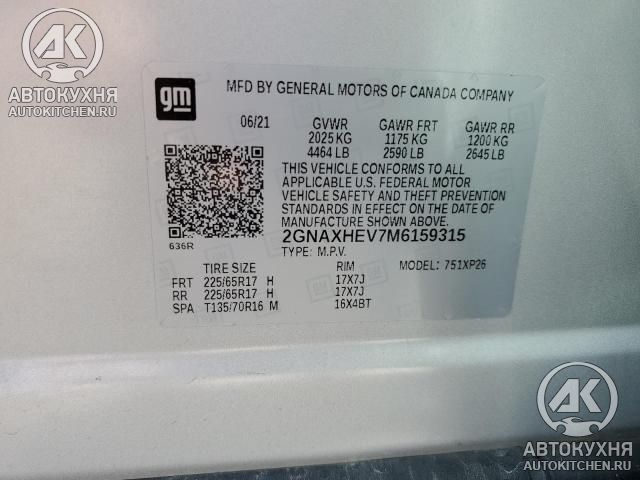 АК
АВТОКУХНЯ
AUTOKITCHEN.RU
gm
MFD BY GENERAL MOTORS OF CANADA COMPANY
06/21 GVWR GAWR FRT GAWR RR
2025 KG 1175 KG 1200 KG
4464 LB 2590 LB 2645 LB
THIS VEHICLE CONFORMS TO ALL
APPLICABLE U.S. FEDERAL MOTOR
VEHICLE SAFETY AND THEFT PREVENTION
STANDARDS IN EFFECT ON THE DATE
OF MANUFACTURE SHOWN ABOVE.
636R
2GNAXHEV7M6159315
TYPE: M.P.V. MODEL: 751XP26
TIRE SIZE RIM
FRT 225/65R17 H 17X7J
RR 225/65R17 H 17X7J
SPA T135/70R16 M 16X4BT
АК
АВТОКУХНЯ
AUTOKITCHEN.RU